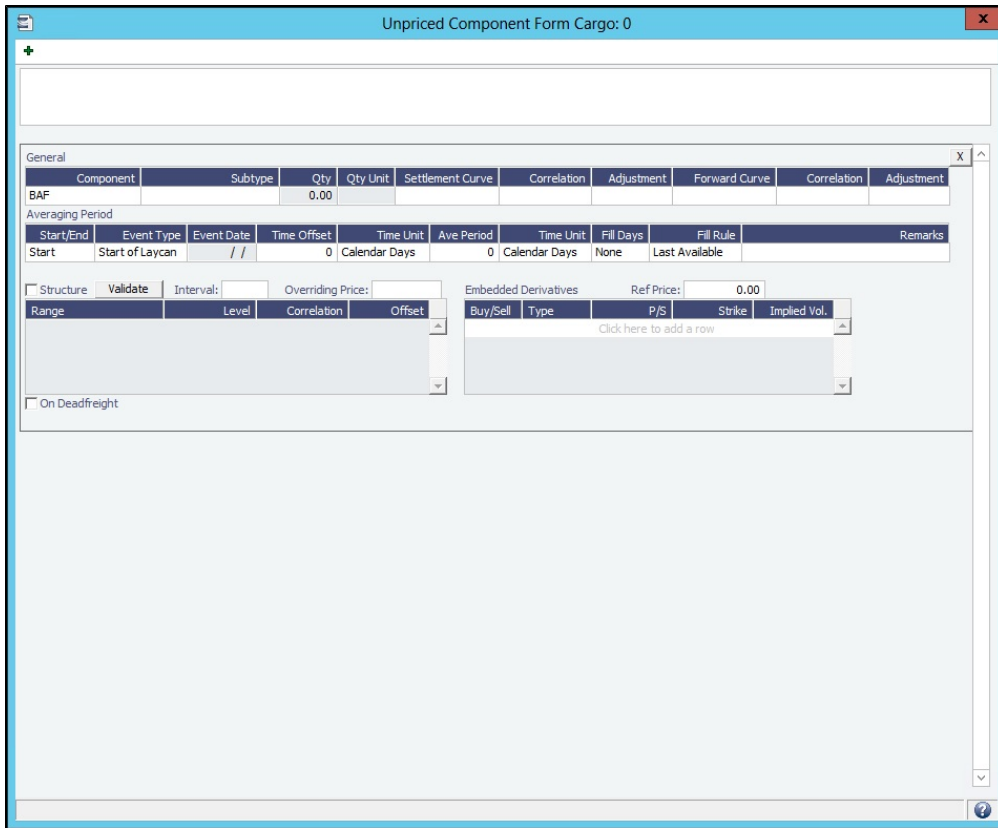 Unpriced Component Form Cargo: 0
x
General X
Component Subtype Qty Qty Unit Settlement Curve Correlation Adjustment Forward Curve Correlation Adjustment
BAF 0.00
Averaging Period
Start/End Event Type Event Date Time Offset Time Unit Ave Period Time Unit Fill Days Fill Rule Remarks
Start Start of Laycan / / 0 Calendar Days 0 Calendar Days None Last Available
Structure Validate Interval: Overriding Price: Embedded Derivatives Ref Price: 0.00
Range Level Correlation Offset Buy/Sell Type P/S Strike Implied Vol.
Click here to add a row
On Deadfreight
?